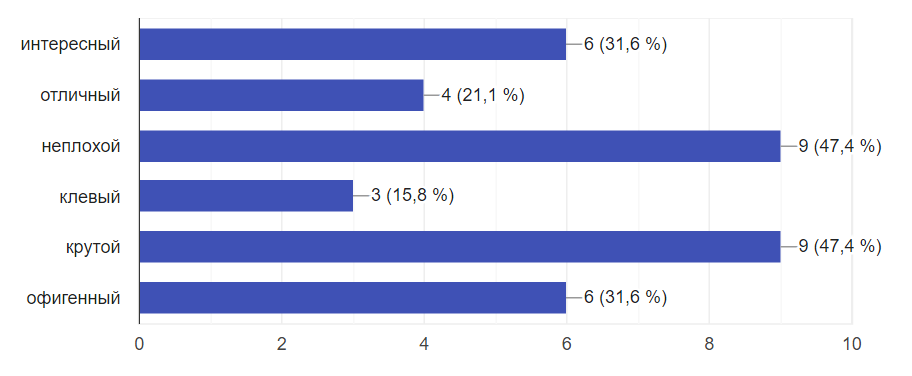 интересный 6 (31,6 %)
отличный 4 (21,1 %)
неплохой 9 (47,4 %)
клевый 3 (15,8 %)
крутой 9 (47,4 %)
офигенный 6 (31,6 %)
0 2 4 6 8 10